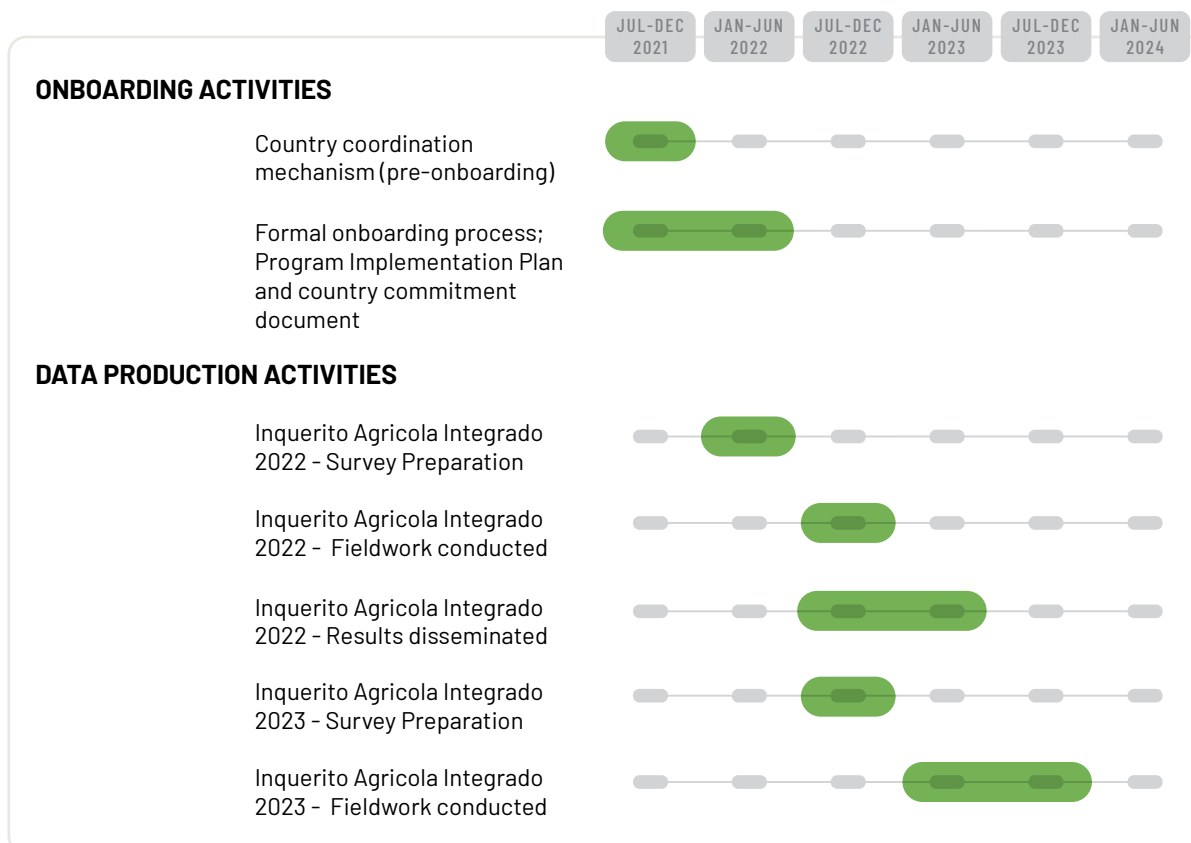 JUL-DEC 2021
JAN-JUN 2022
JUL-DEC 2022
JAN-JUN 2023
JUL-DEC 2023
JAN-JUN 2024
ONBOARDING ACTIVITIES
Country coordination
mechanism (pre-onboarding)
Formal onboarding process;
Program Implementation Plan
and country commitment
document
DATA PRODUCTION ACTIVITIES
Inquerito Agricola Integrado
2022 - Survey Preparation
Inquerito Agricola Integrado
2022 -  Fieldwork conducted
Inquerito Agricola Integrado
2022 - Results disseminated
Inquerito Agricola Integrado
2023 - Survey Preparation
Inquerito Agricola Integrado
2023 -  Fieldwork conducted